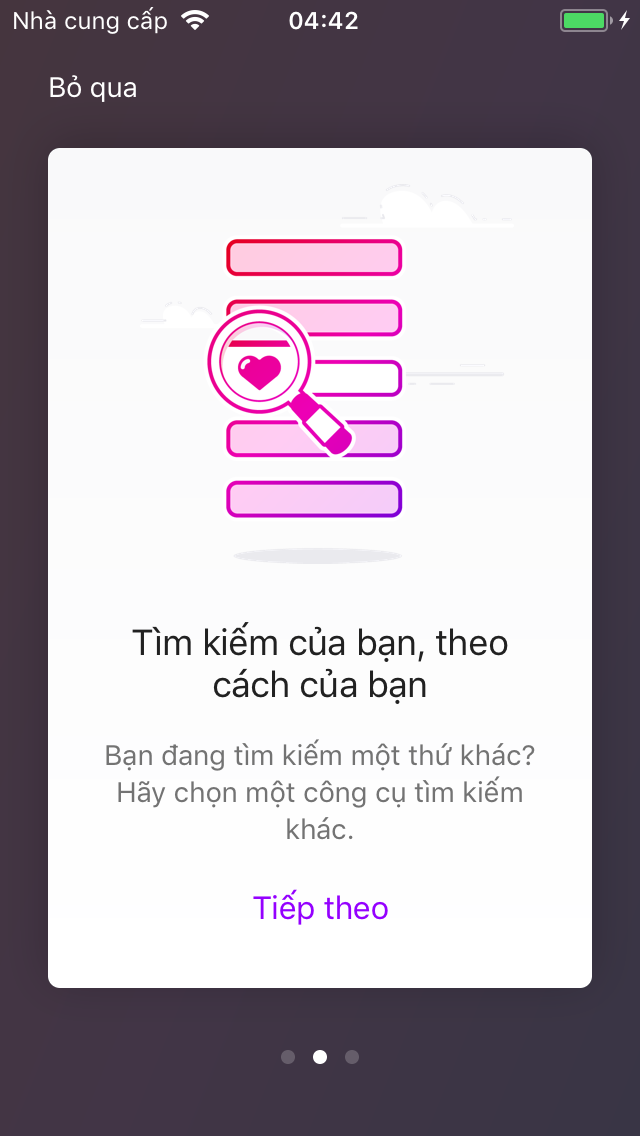 Nhà cung cấp 04:42
Bỏ qua
Tìm kiếm của bạn, theo
cách của bạn
Bạn đang tìm kiếm một thứ khác?
Hãy chọn một công cụ tìm kiếm
khác.
Tiếp theo